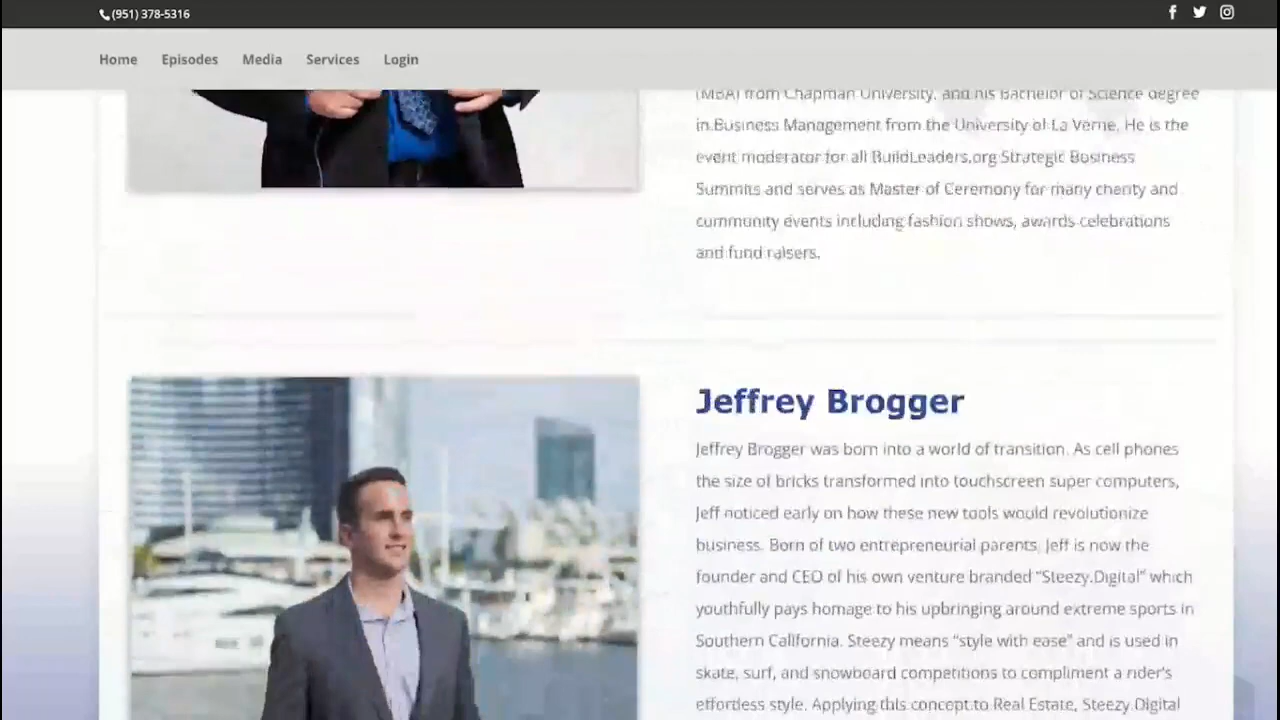 (951) 378-5316
Home Episodes Media Services Login
(MBA) from Chapman University, and his Bachelor of Science degree
in Business Management from the University of La Verne. He is the
event moderator for all BuildLeaders.org Strategic Business
Summits and serves as Master of Ceremony for many charity and
community events including fashion shows, awards celebrations
and fund raisers.
Jeffrey Brogger
Jeffrey Brogger was born into a world of transition. As cell phones
the size of bricks transformed into touchscreen super computers,
Jeff noticed early on how these new tools would revolutionize
business. Born of two entrepreneurial parents, Jeff is now the
founder and CEO of his own venture branded “Steezy.Digital” which
youthfully pays homage to his upbringing around extreme sports in
Southern California. Steezy means “style with ease” and is used in
skate, surf, and snowboard competitions to compliment a rider's
effortless style. Applying this concept to Real Estate, Steezy.Digital